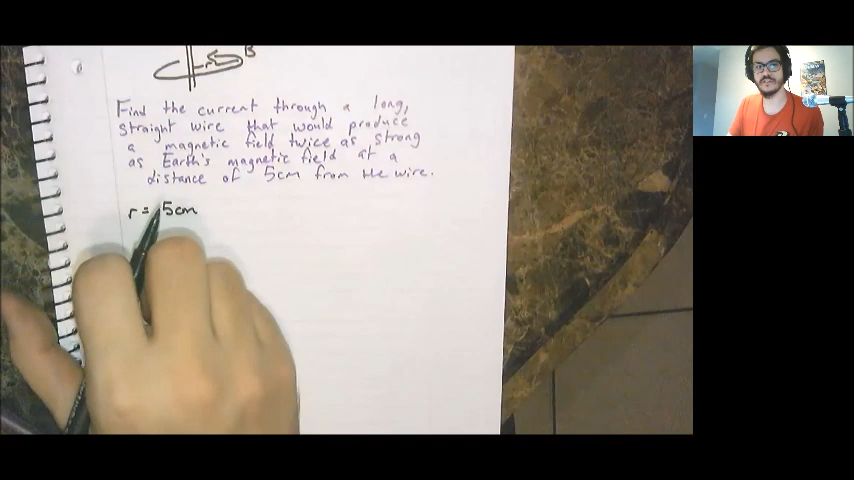 B
Find the current through a long,
straight wire that would produce
a magnetic field twice as strong
as Earth's magnetic field at a
distance of 5cm from the wire.
r = 5cm